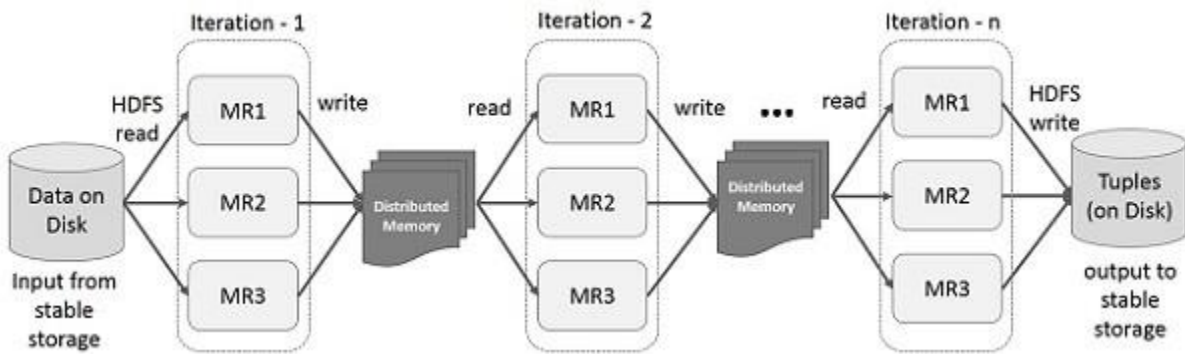 Iteration - 1
Iteration - 2
Iteration - n
HDFS
read
MR1
write
read
MR1
write
...
read
MR1
HDFS
write
Data on
Disk
MR2
Distributed
Memory
MR2
Distributed
Memory
MR2
Tuples
(on Disk)
Input from
stable
storage
MR3
MR3
MR3
output to
stable
storage